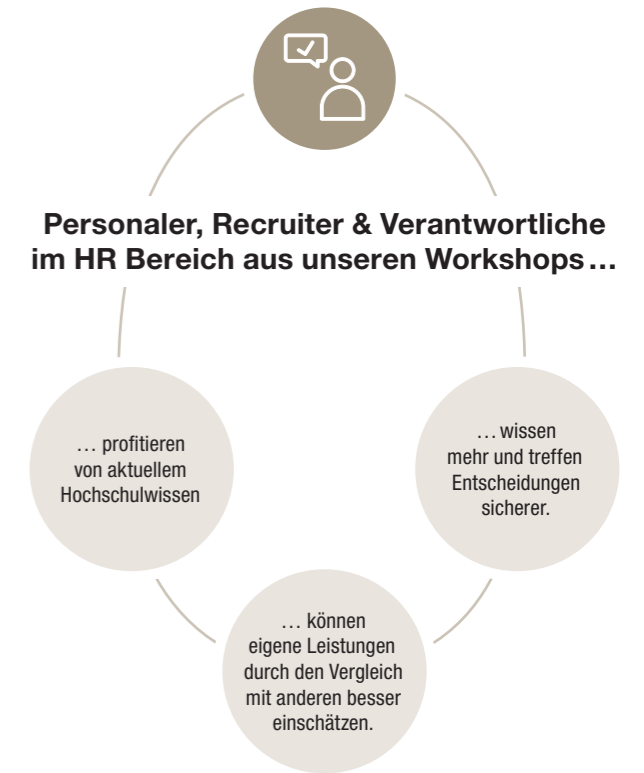 Personaler, Recruiter & Verantwortliche
im HR Bereich aus unseren Workshops…
… profitieren
von aktuellem
Hochschulwissen
… wissen
mehr und treffen
Entscheidungen
sicherer.
… können
eigene Leistungen
durch den Vergleich
mit anderen besser
einschätzen.